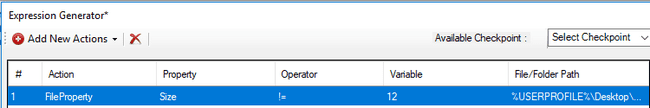 Expression Generator*
Add New Actions Available Checkpoint : Select Checkpoint
# Action Property Operator Variable File/Folder Path
1 FileProperty Size != 12 %USERPROFILE%\Desktop\...